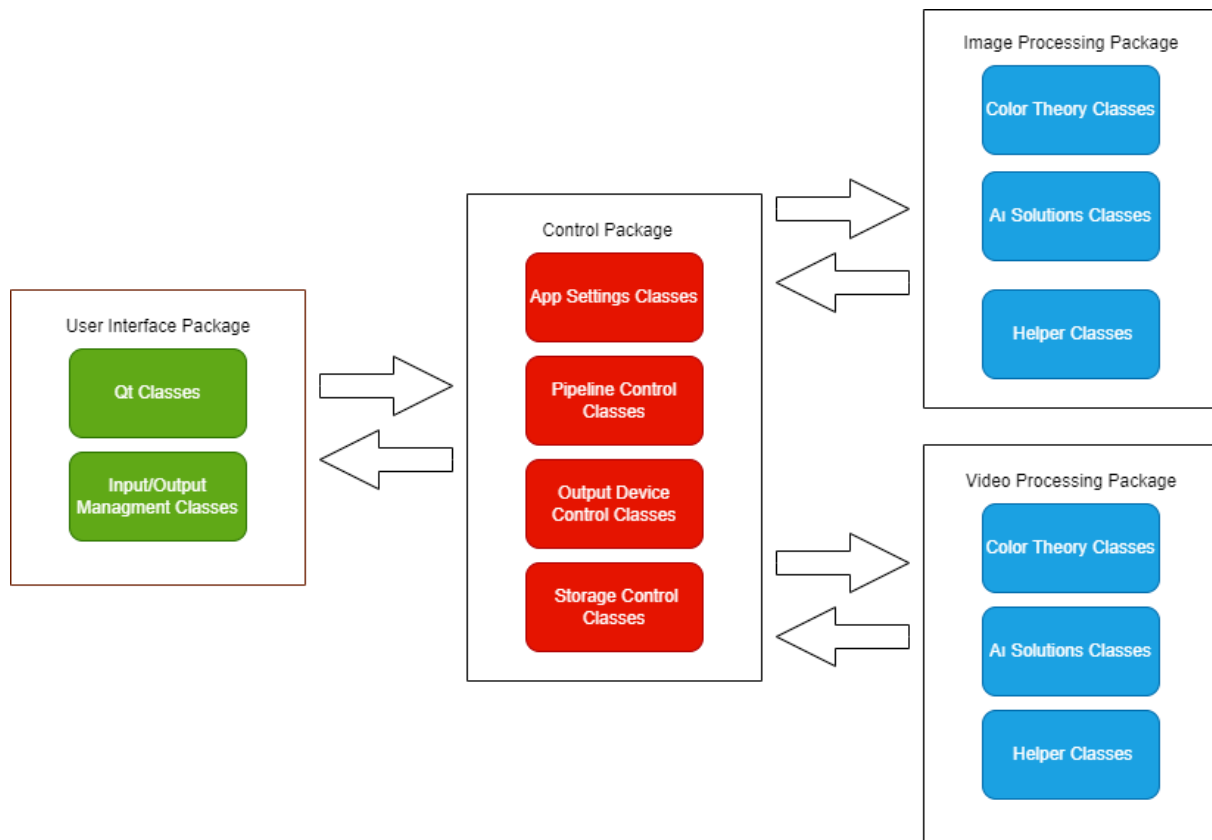 User Interface Package
Qt Classes
Input/Output
Managment Classes
Control Package
App Settings Classes
Pipeline Control
Classes
Output Device
Control Classes
Storage Control
Classes
Image Processing Package
Color Theory Classes
Aı Solutions Classes
Helper Classes
Video Processing Package
Color Theory Classes
Aı Solutions Classes
Helper Classes